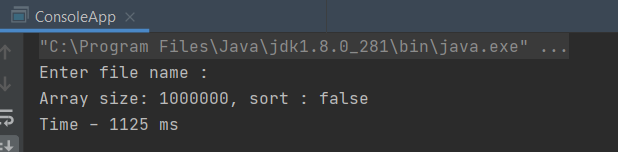 ConsoleApp
"C:\Program Files\Java\jdk1.8.0_281\bin\java.exe" ...
Enter file name :
Array size: 1000000, sort : false
Time - 1125 ms